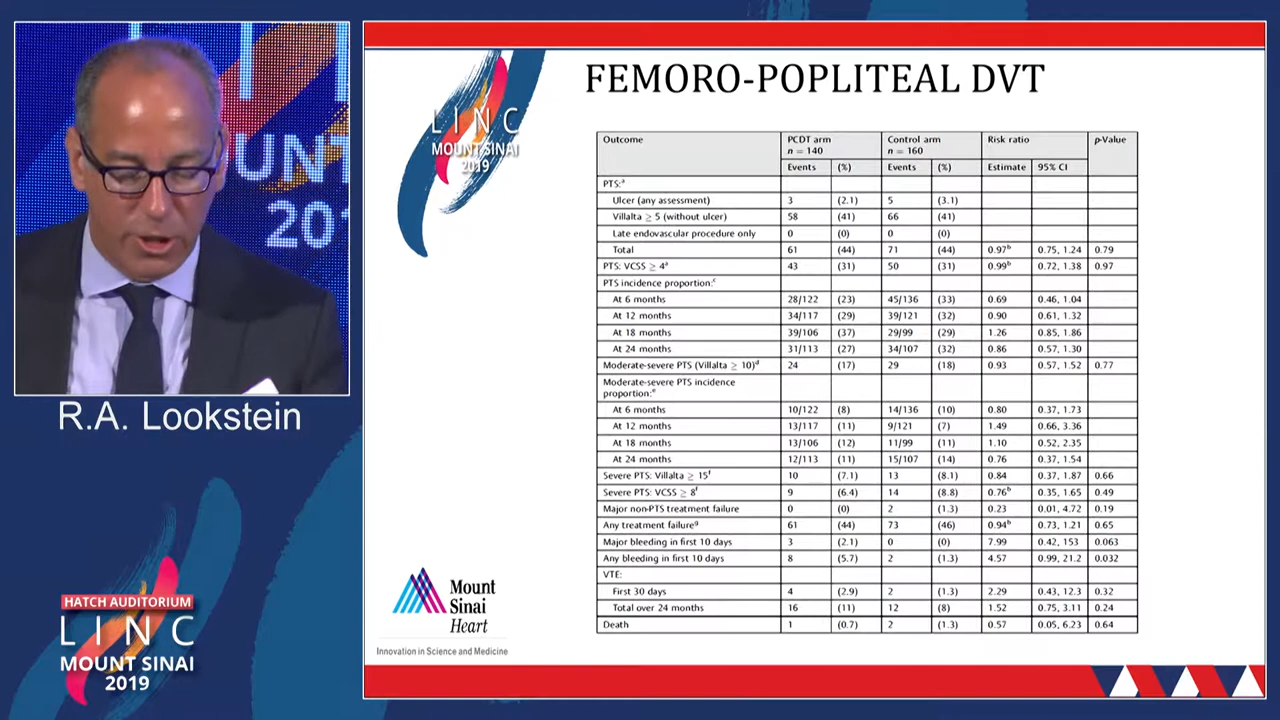 UNT
201
R.A. Lookstein
HATCH AUDITORIUM
LINC
MOUNT SINAI
2019
LINC
MOUNT SINAI
2019
FEMORO-POPLITEAL DVT
Outcome PCDT arm n = 140 Control arm n = 160 Risk ratio p-Value
Events (%) Events (%) Estimate 95% CI
PTS:a
Ulcer (any assessment) 3 (2.1) 5 (3.1)
Villalta ≥ 5 (without ulcer) 58 (41) 66 (41)
Late endovascular procedure only 0 (0) 0 (0)
Total 61 (44) 71 (44) 0.97b 0.75, 1.24 0.79
PTS: VCSS ≥ 4a 43 (31) 50 (31) 0.99b 0.72, 1.38 0.97
PTS incidence proportion:c
At 6 months 28/122 (23) 45/136 (33) 0.69 0.46, 1.04
At 12 months 34/117 (29) 39/121 (32) 0.90 0.61, 1.32
At 18 months 39/106 (37) 29/99 (29) 1.26 0.85, 1.86
At 24 months 31/113 (27) 34/107 (32) 0.86 0.57, 1.30
Moderate-severe PTS (Villalta ≥ 10)d 24 (17) 29 (18) 0.93 0.57, 1.52 0.77
Moderate-severe PTS incidence
proportion:e
At 6 months 10/122 (8) 14/136 (10) 0.80 0.37, 1.73
At 12 months 13/117 (11) 9/121 (7) 1.49 0.66, 3.36
At 18 months 13/106 (12) 11/99 (11) 1.10 0.52, 2.35
At 24 months 12/113 (11) 15/107 (14) 0.76 0.37, 1.54
Severe PTS: Villalta ≥ 15f 10 (7.1) 13 (8.1) 0.84 0.37, 1.87 0.66
Severe PTS: VCSS ≥ 8f 9 (6.4) 14 (8.8) 0.76b 0.35, 1.65 0.49
Major non-PTS treatment failure 0 (0) 2 (1.3) 0.23 0.01, 4.72 0.19
Any treatment failureg 61 (44) 73 (46) 0.94b 0.73, 1.21 0.65
Major bleeding in first 10 days 3 (2.1) 0 (0) 7.99 0.42, 153 0.063
Any bleeding in first 10 days 8 (5.7) 2 (1.3) 4.57 0.99, 21.2 0.032
VTE:
First 30 days 4 (2.9) 2 (1.3) 2.29 0.43, 12.3 0.32
Total over 24 months 16 (11) 12 (8) 1.52 0.75, 3.11 0.24
Death 1 (0.7) 2 (1.3) 0.57 0.05, 6.23 0.64
Mount
Sinai
Heart
Innovation in Science and Medicine